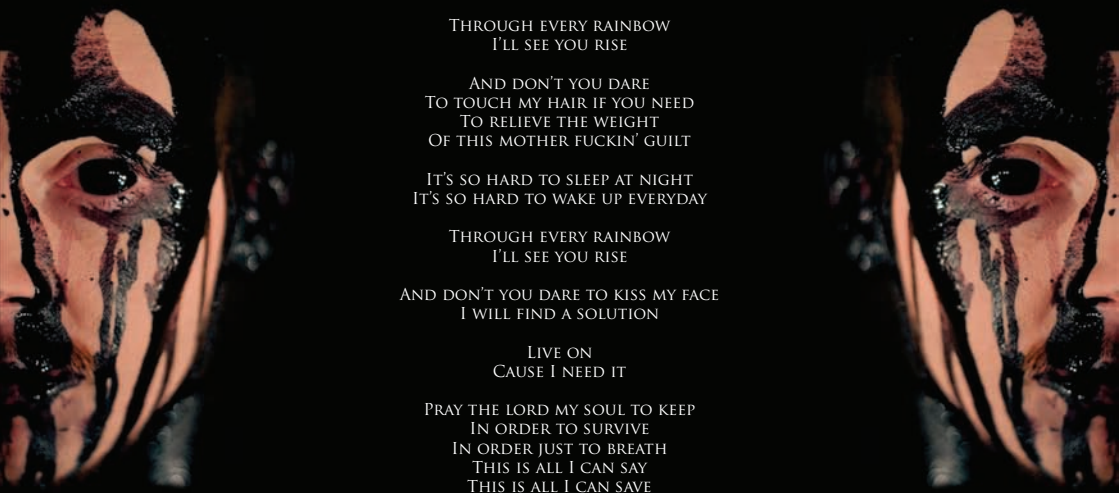 Through every rainbow
I'll see you rise
And don't you dare
To touch my hair if you need
To relieve the weight
Of this mother fuckin' guilt
It's so hard to sleep at night
It's so hard to wake up everyday
Through every rainbow
I'll see you rise
And don't you dare to kiss my face
I will find a solution
Live on
Cause I need it
Pray the lord my soul to keep
In order to survive
In order just to breath
This is all I can say
This is all I can save